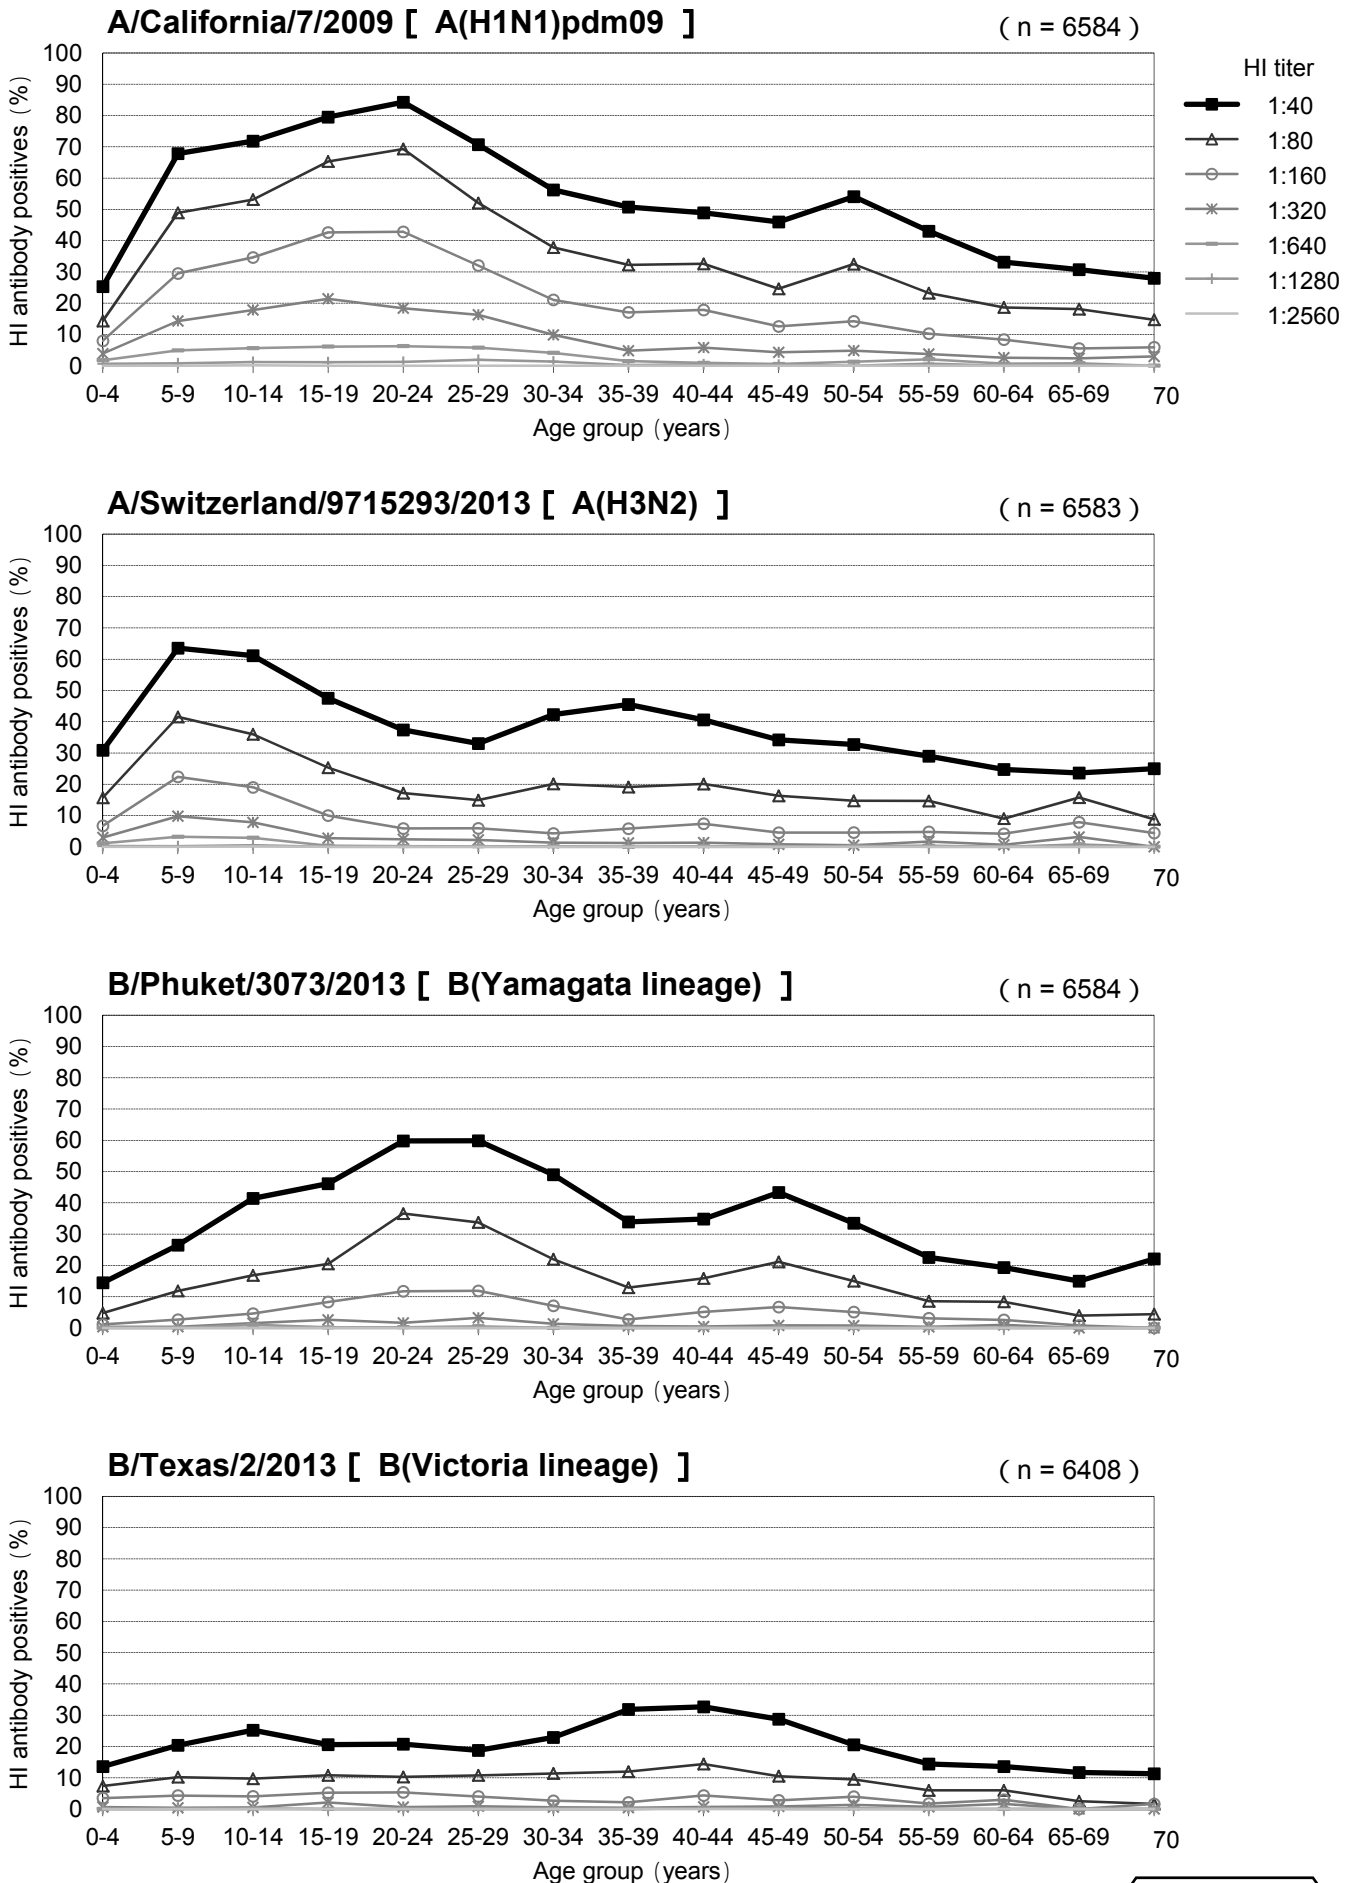 A/California/7/2009 [ A(H1N1)pdm09 ]
( n = 6584 )
HI titer
1:40
1:80
1:160
1:320
1:640
1:1280
1:2560
HI antibody positives (%)
100
90
80
70
60
50
40
30
20
10
0
0-4 5-9 10-14 15-19 20-24 25-29 30-34 35-39 40-44 45-49 50-54 55-59 60-64 65-69 70
Age group (years)
A/Switzerland/9715293/2013 [ A(H3N2) ]
( n = 6583 )
HI antibody positives (%)
100
90
80
70
60
50
40
30
20
10
0
0-4 5-9 10-14 15-19 20-24 25-29 30-34 35-39 40-44 45-49 50-54 55-59 60-64 65-69 70
Age group (years)
B/Phuket/3073/2013 [ B(Yamagata lineage) ]
( n = 6584 )
HI antibody positives (%)
100
90
80
70
60
50
40
30
20
10
0
0-4 5-9 10-14 15-19 20-24 25-29 30-34 35-39 40-44 45-49 50-54 55-59 60-64 65-69 70
Age group (years)
B/Texas/2/2013 [ B(Victoria lineage) ]
( n = 6408 )
HI antibody positives (%)
100
90
80
70
60
50
40
30
20
10
0
0-4 5-9 10-14 15-19 20-24 25-29 30-34 35-39 40-44 45-49 50-54 55-59 60-64 65-69 70
Age group (years)